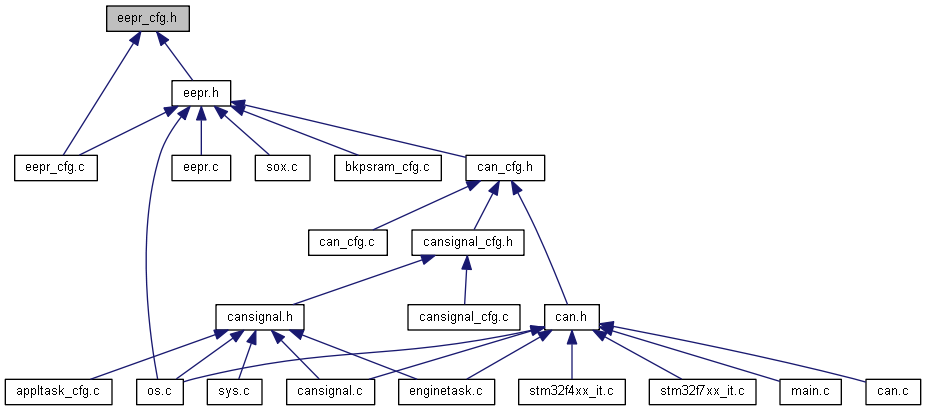 eepr_cfg.h
eepr.h
eepr_cfg.c
eepr.c
sox.c
bkpsram_cfg.c
can_cfg.h
can_cfg.c
cansignal_cfg.h
cansignal.h
cansignal_cfg.c
can.h
appltask_cfg.c
os.c
sys.c
cansignal.c
enginetask.c
stm32f4xx_it.c
stm32f7xx_it.c
main.c
can.c